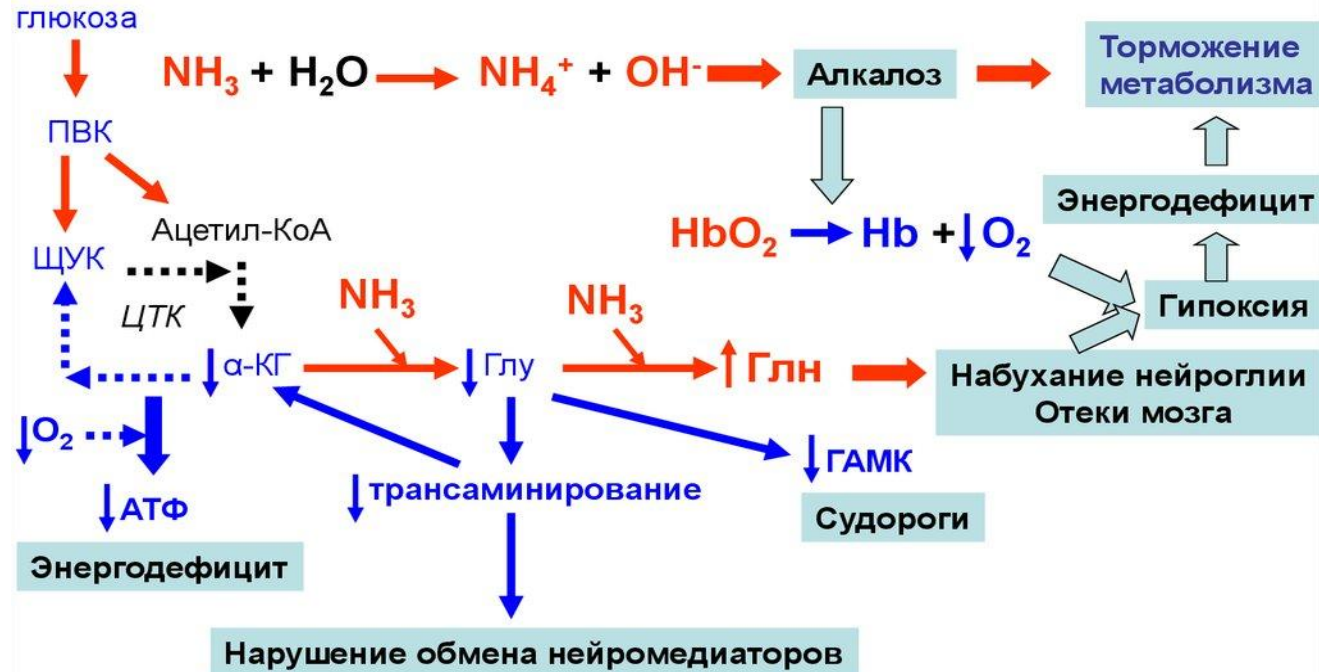 глюкоза
NH₃ + H₂O → NH₄⁺ + OH⁻
Алкалоз
Торможение
метаболизма
ПВК
Ацетил-КоА
ЩУК
ЦТК
HbO₂ → Hb + ↓O₂
Энергодефицит
Гипоксия
NH₃
NH₃
↓ α-КГ
↓ Глу
↑ Глн
Набухание нейроглии
Отеки мозга
↓O₂
↓ АТФ
Энергодефицит
↓ трансаминирование
↓ ГАМК
Судороги
Нарушение обмена нейромедиаторов